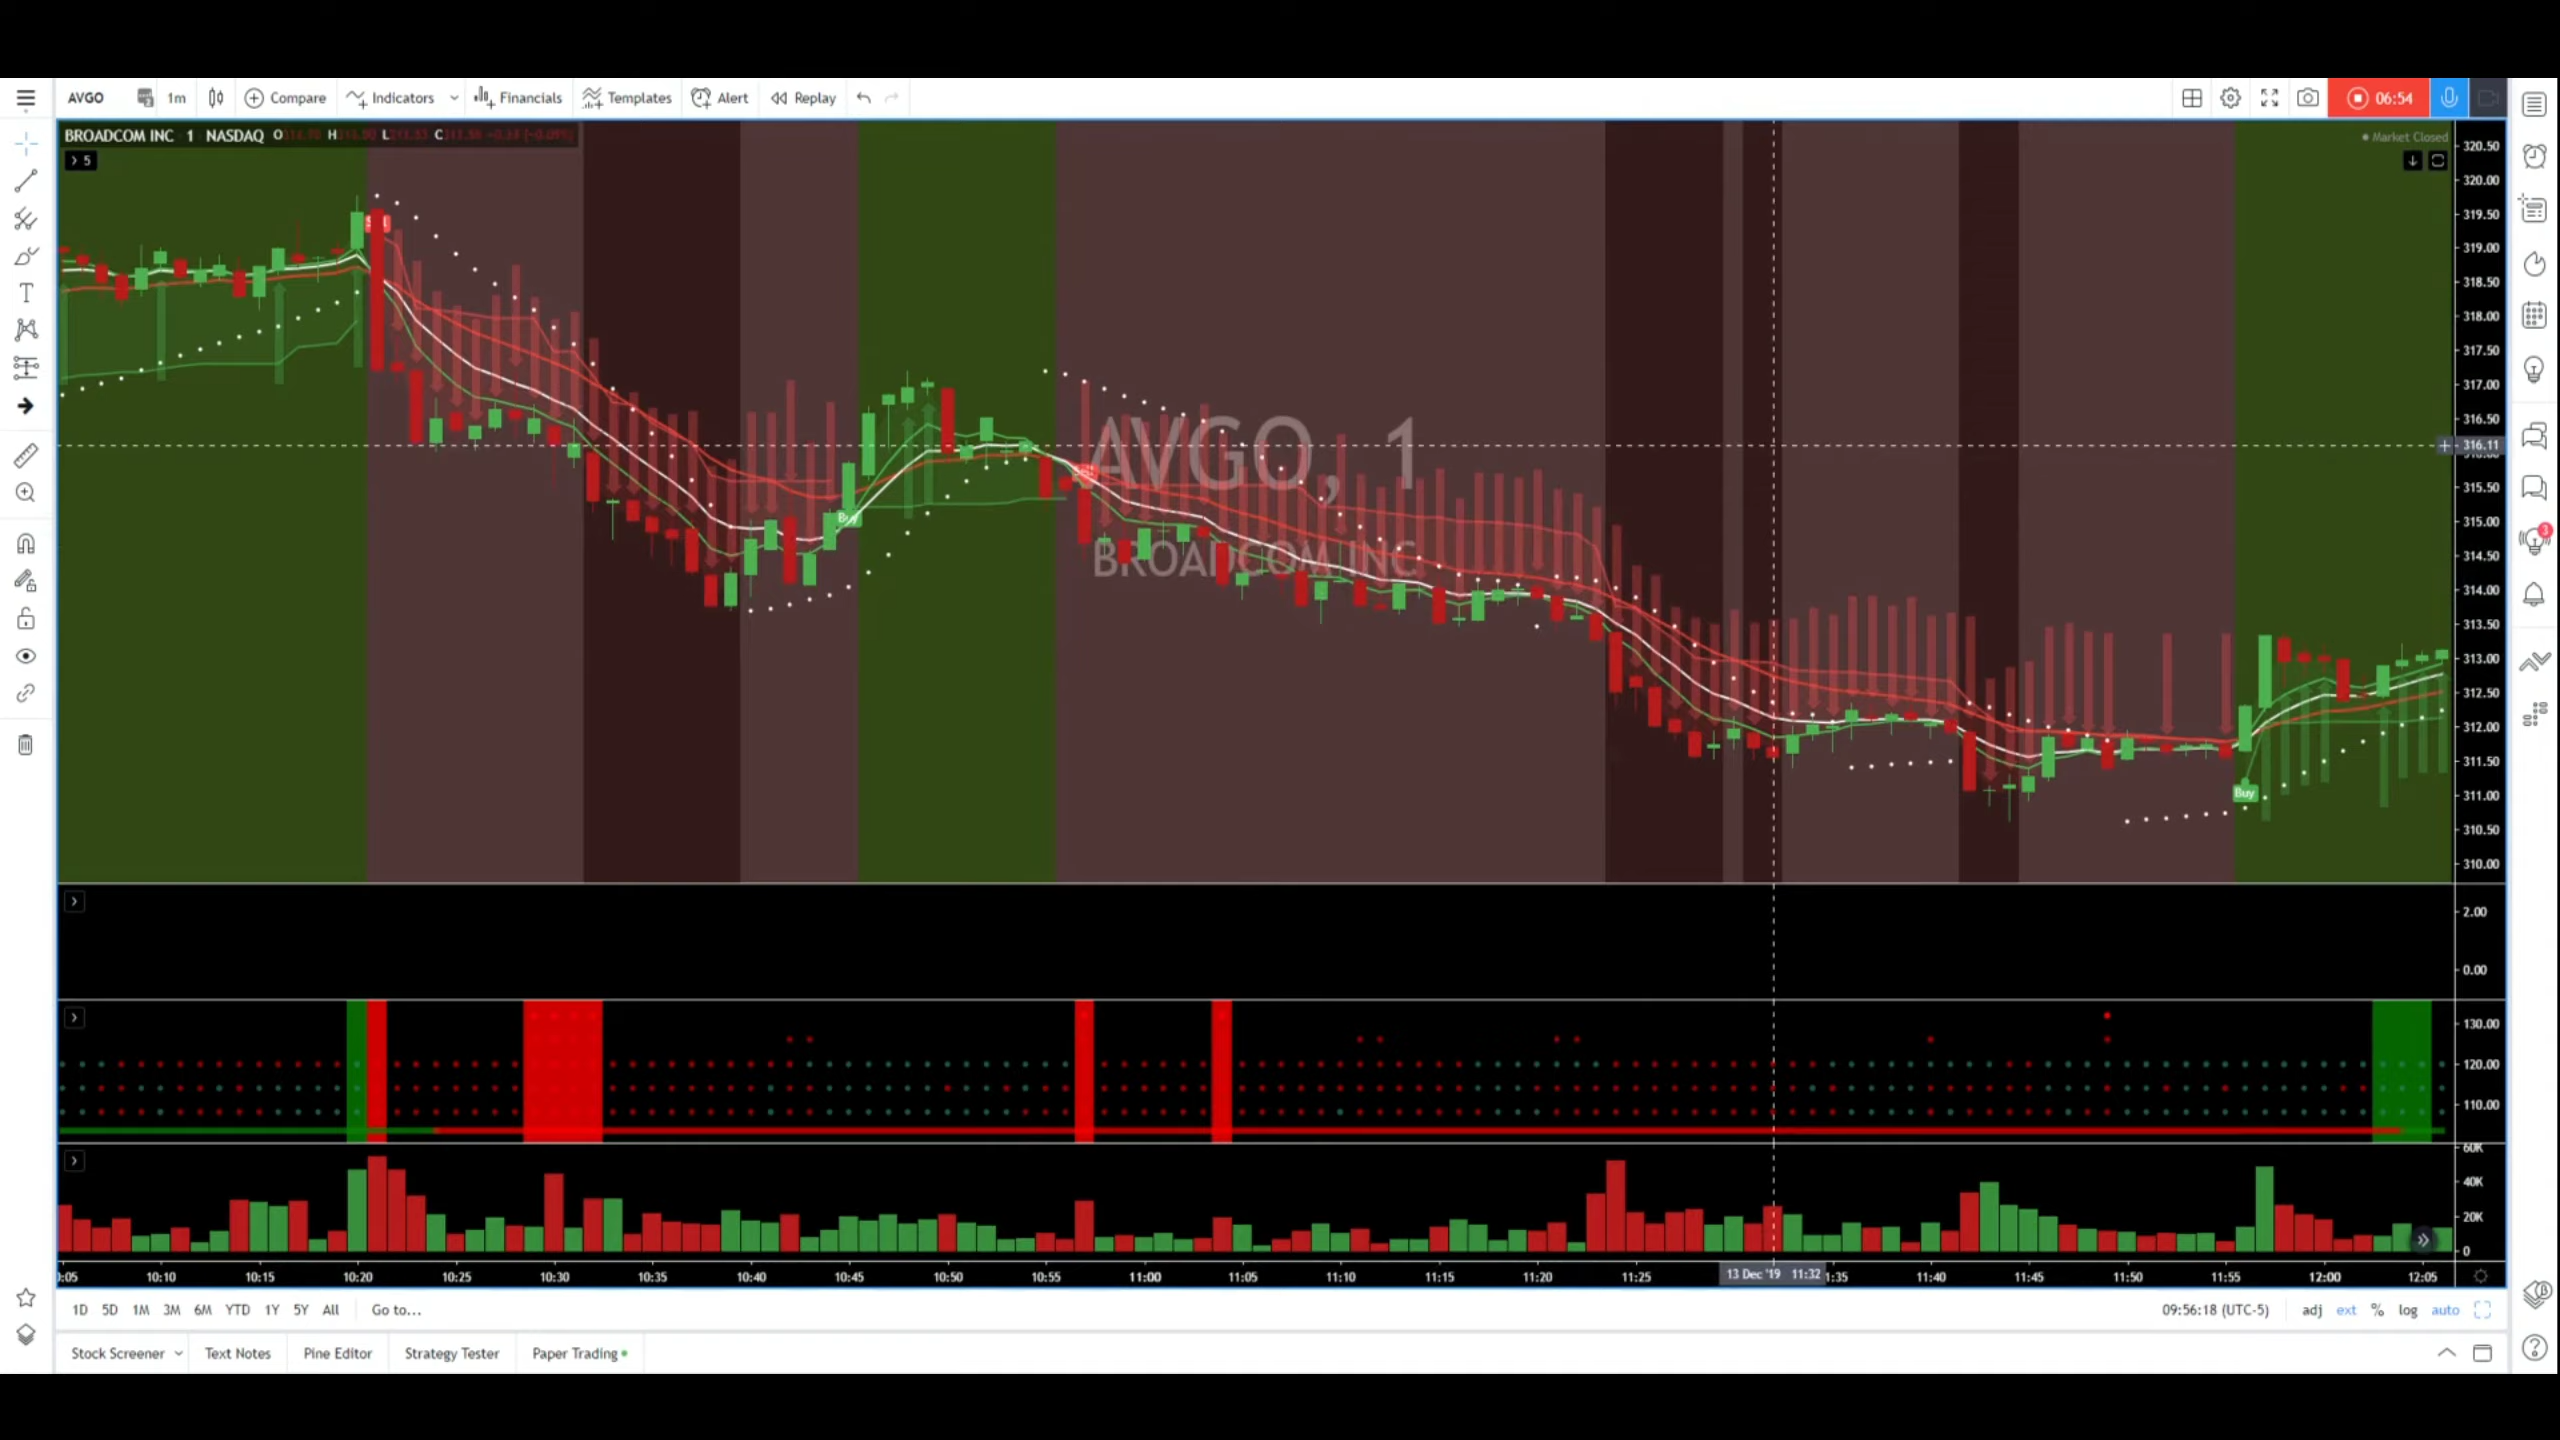 AVGO 1m Compare Indicators Financials Templates Alert Replay 06:54
BROADCOM INC 1 NASDAQ O H L C
Market Closed
5
320.50
320.00
319.50
319.00
318.50
318.00
317.50
317.00
316.50
316.11
315.50
315.00
314.50
314.00
313.50
313.00
312.50
312.00
311.50
311.00
310.50
310.00
AVGO, 1
BROADCOM INC
Buy
Buy
3
2.00
0.00
130.00
120.00
110.00
60K
40K
20K
0
:05 10:10 10:15 10:20 10:25 10:30 10:35 10:40 10:45 10:50 10:55 11:00 11:05 11:10 11:15 11:20 11:25 13 Dec '19 11:32 1:35 11:40 11:45 11:50 11:55 12:00 12:05
1D 5D 1M 3M 6M YTD 1Y 5Y All Go to... 09:56:18 (UTC-5) adj ext % log auto
Stock Screener Text Notes Pine Editor Strategy Tester Paper Trading